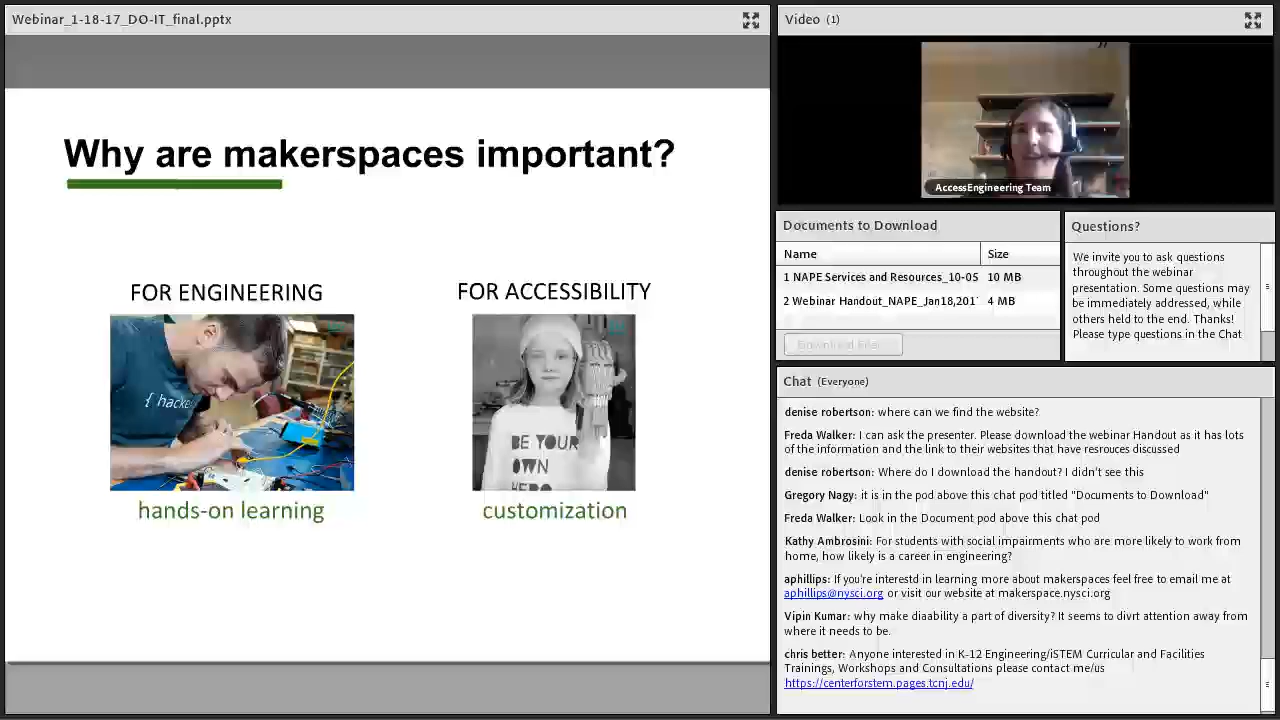 Webinar_1-18-17_DO-IT_final.pptx
Why are makerspaces important?
FOR ENGINEERING
FOR ACCESSIBILITY
{ hacke
BE YOUR
OWN
HERO
hands-on learning
customization
Video (1)
AccessEngineering Team
Documents to Download
Name Size
1 NAPE Services and Resources_10-05 10 MB
2 Webinar Handout_NAPE_Jan18,201 4 MB
Download File
Questions?
We invite you to ask questions
throughout the webinar
presentation. Some questions may
be immediately addressed, while
others held to the end. Thanks!
Please type questions in the Chat
Chat (Everyone)
denise robertson: where can we find the website?
Freda Walker: I can ask the presenter. Please download the webinar Handout as it has lots
of the information and the link to their websites that have resrouces discussed
denise robertson: Where do I download the handout? I didn't see this
Gregory Nagy: it is in the pod above this chat pod titled "Documents to Download"
Freda Walker: Look in the Document pod above this chat pod
Kathy Ambrosini: For students with social impairments who are more likely to work from
home, how likely is a career in engineering?
aphillips: If you're interestd in learning more about makerspaces feel free to email me at
aphillips@nysci.org or visit our website at makerspace.nysci.org
Vipin Kumar: why make diaability a part of diversity? It seems to divrt attention away from
where it needs to be.
chris better: Anyone interested in K-12 Engineering/iSTEM Curricular and Facilities
Trainings, Workshops and Consultations please contact me/us
https://centerforstem.pages.tcnj.edu/